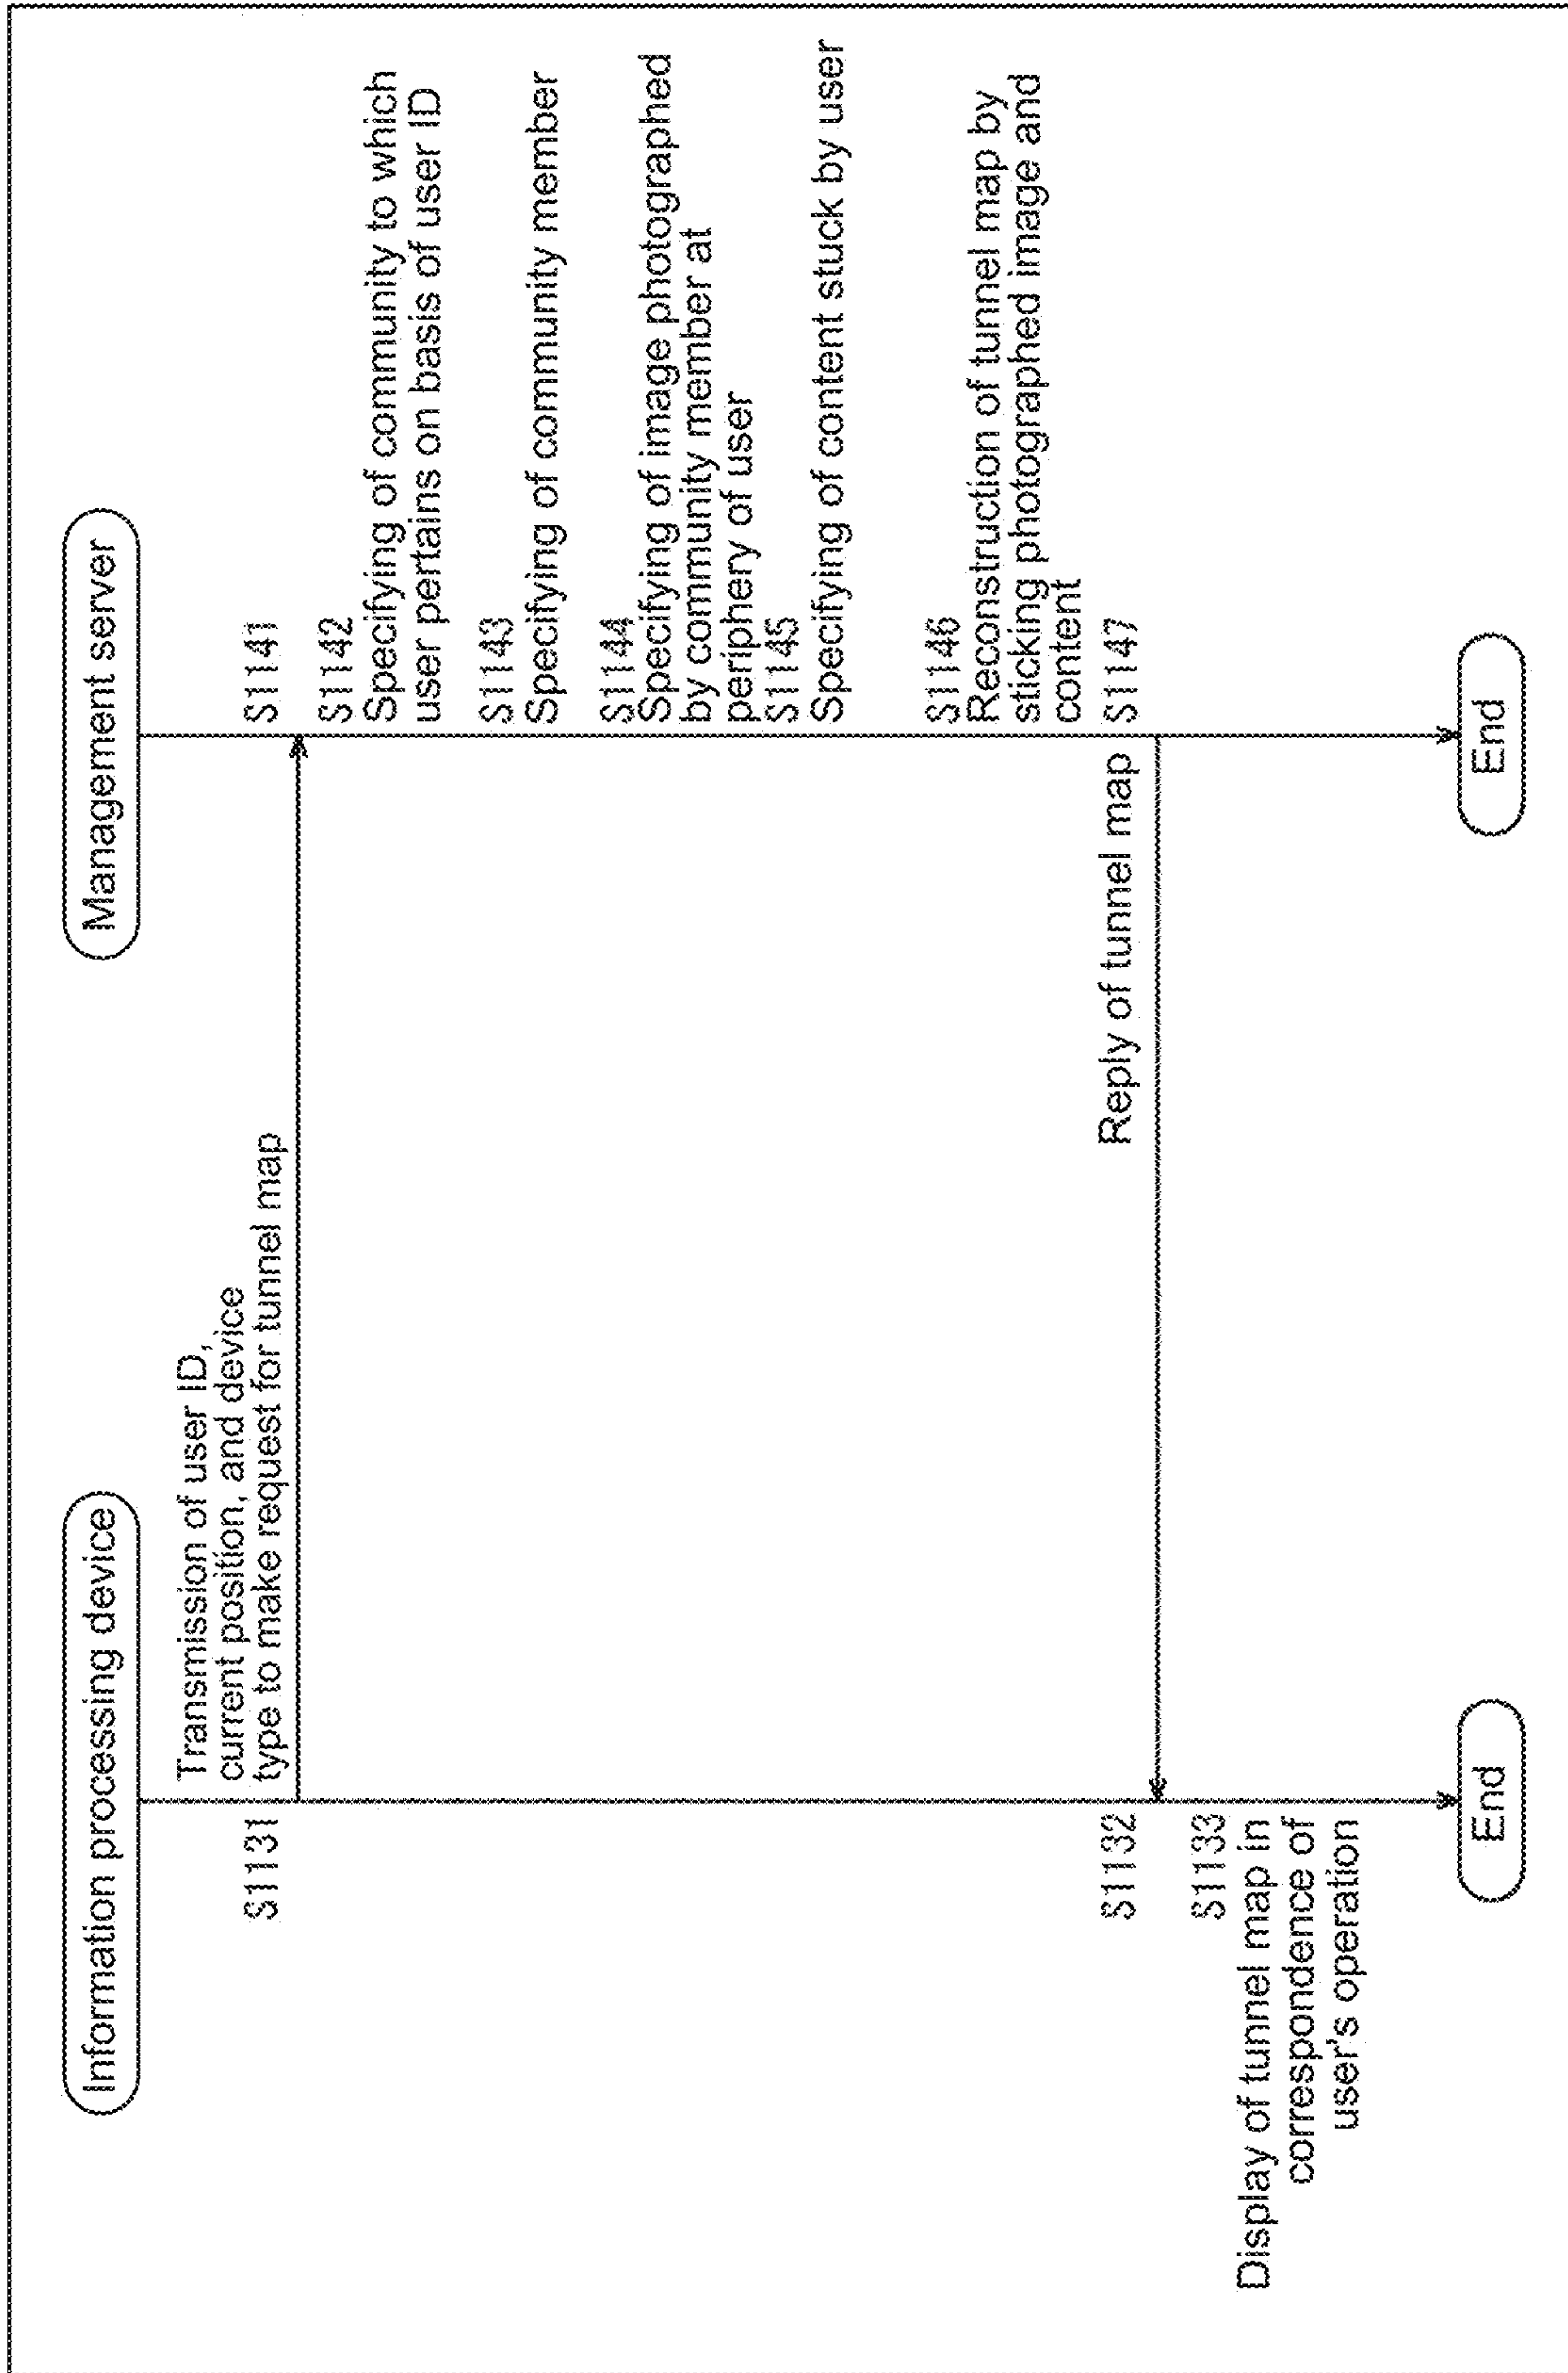 Information processing device
Management server
Transmission of user ID,
current position, and device
type to make request for tunnel map
S1131
S1141
S1142
Specifying of community to which
user pertains on basis of user ID
S1143
Specifying of community member
S1144
Specifying of image photographed
by community member at
periphery of user
S1145
Specifying of content stuck by user
S1146
Reconstruction of tunnel map by
sticking photographed image and
content
S1147
Reply of tunnel map
S1132
S1133
Display of tunnel map in
correspondence of
user's operation
End
End